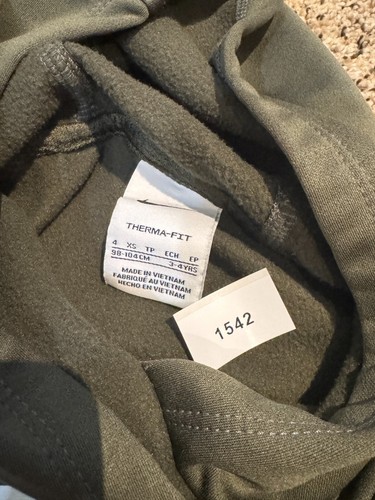 THERMA-FIT
4 XS TP ECH EP
98-104CM 3-4YRS
MADE IN VIETNAM
FABRIQUÉ AU VIETNAM
HECHO EN VIETNAM
1542